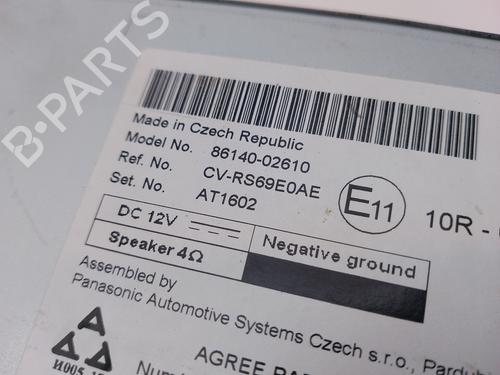 B-PARTS
Made in Czech Republic
Model No. 86140-02610
Ref. No. CV-RS69E0AE
Set. No. AT1602
E11 10R -
DC 12V
Speaker 4Ω
Negative ground
Assembled by
Panasonic Automotive Systems Czech s.r.o., Pardub
AGREE PA